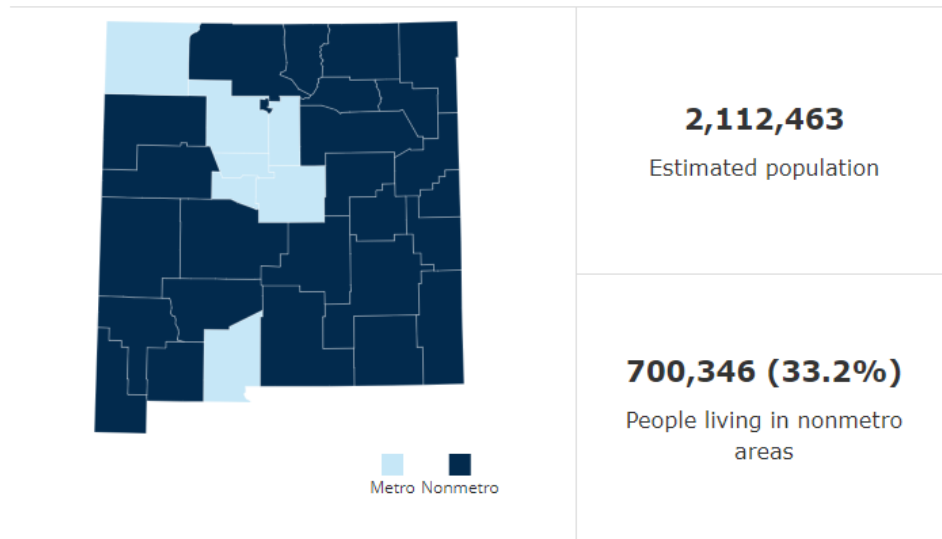 2,112,463
Estimated population
700,346 (33.2%)
People living in nonmetro
areas
Metro Nonmetro